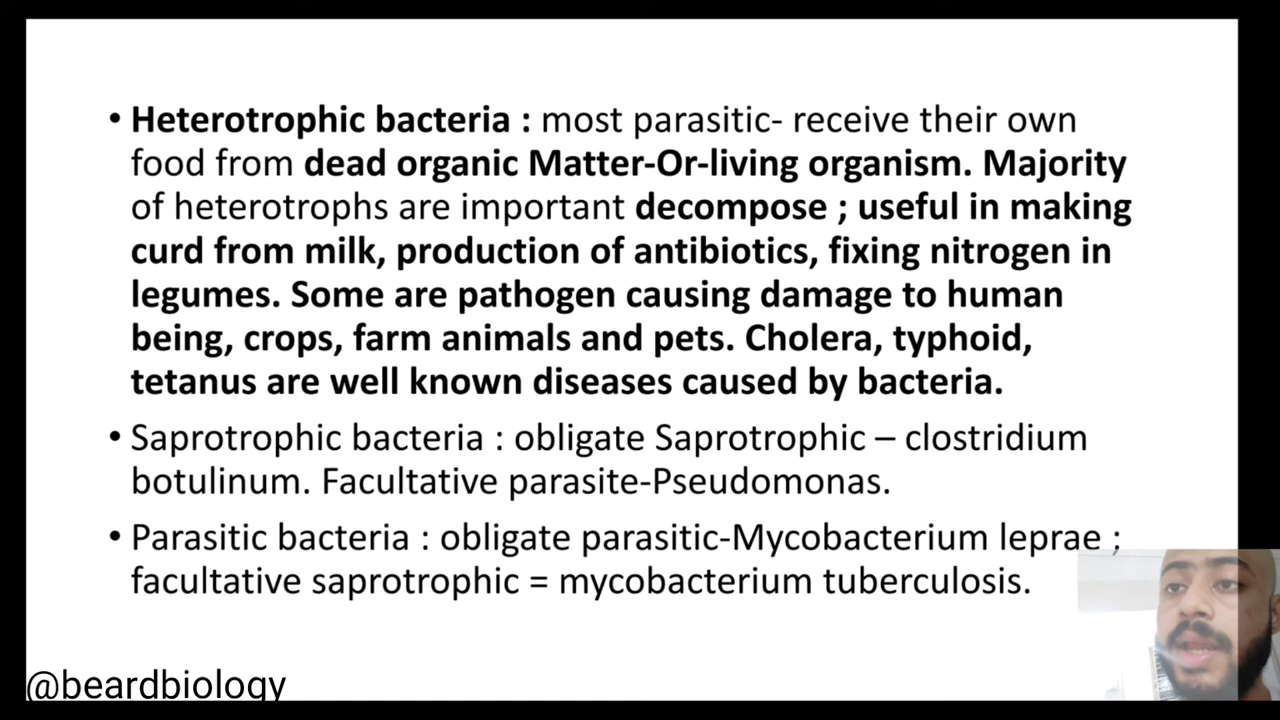 • Heterotrophic bacteria : most parasitic- receive their own
food from dead organic Matter-Or-living organism. Majority
of heterotrophs are important decompose ; useful in making
curd from milk, production of antibiotics, fixing nitrogen in
legumes. Some are pathogen causing damage to human
being, crops, farm animals and pets. Cholera, typhoid,
tetanus are well known diseases caused by bacteria.
• Saprotrophic bacteria : obligate Saprotrophic – clostridium
botulinum. Facultative parasite-Pseudomonas.
• Parasitic bacteria : obligate parasitic-Mycobacterium leprae ;
facultative saprotrophic = mycobacterium tuberculosis.
@beardbiology